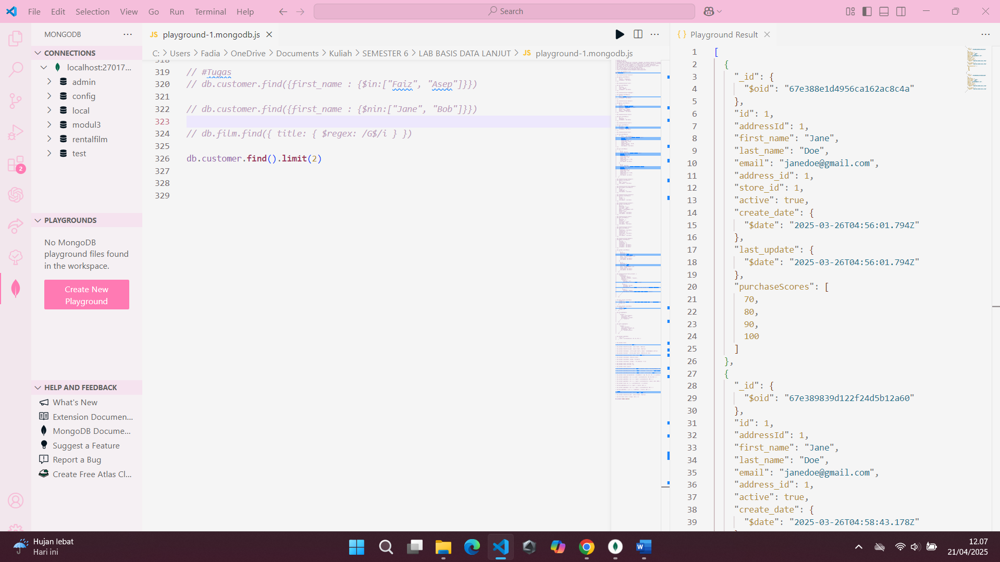 File Edit Selection View Go Run Terminal Help
Search
MONGODB
CONNECTIONS
localhost:27017...
admin
config
local
modul3
rentalfilm
test
2
PLAYGROUNDS
No MongoDB
playground files found
in the workspace.
Create New
Playground
HELP AND FEEDBACK
What's New
Extension Documen...
MongoDB Docume...
Suggest a Feature
Report a Bug
Create Free Atlas Cl...
JS playground-1.mongodb.js
C: > Users > Fadia > OneDrive > Documents > Kuliah > SEMESTER 6 > LAB BASIS DATA LANJUT > JS playground-1.mongodb.js
318
319 // #Tugas
320 // db.customer.find({first_name : {$in:["Faiz", "Asep"]}})
321
322 // db.customer.find({first_name : {$nin:["Jane", "Bob"]}})
323
324 // db.film.find({ title: { $regex: /G$/i } })
325
326 db.customer.find().limit(2)
327
328
329
{ } Playground Result
1 [
2 {
3 "_id": {
4 "$oid": "67e388e1d4956ca162ac8c4a"
5 },
6 "id": 1,
7 "addressId": 1,
8 "first_name": "Jane",
9 "last_name": "Doe",
10 "email": "janedoe@gmail.com",
11 "address_id": 1,
12 "store_id": 1,
13 "active": true,
14 "create_date": {
15 "$date": "2025-03-26T04:56:01.794Z"
16 },
17 "last_update": {
18 "$date": "2025-03-26T04:56:01.794Z"
19 },
20 "purchaseScores": [
21 70,
22 80,
23 90,
24 100
25 ]
26 },
27 {
28 "_id": {
29 "$oid": "67e389839d122f24d5b12a60"
30 },
31 "id": 1,
32 "addressId": 1,
33 "first_name": "Jane",
34 "last_name": "Doe",
35 "email": "janedoe@gmail.com",
36 "address_id": 1,
37 "active": true,
38 "create_date": {
39 "$date": "2025-03-26T04:58:43.178Z"
Hujan lebat
Hari ini
12.07
21/04/2025